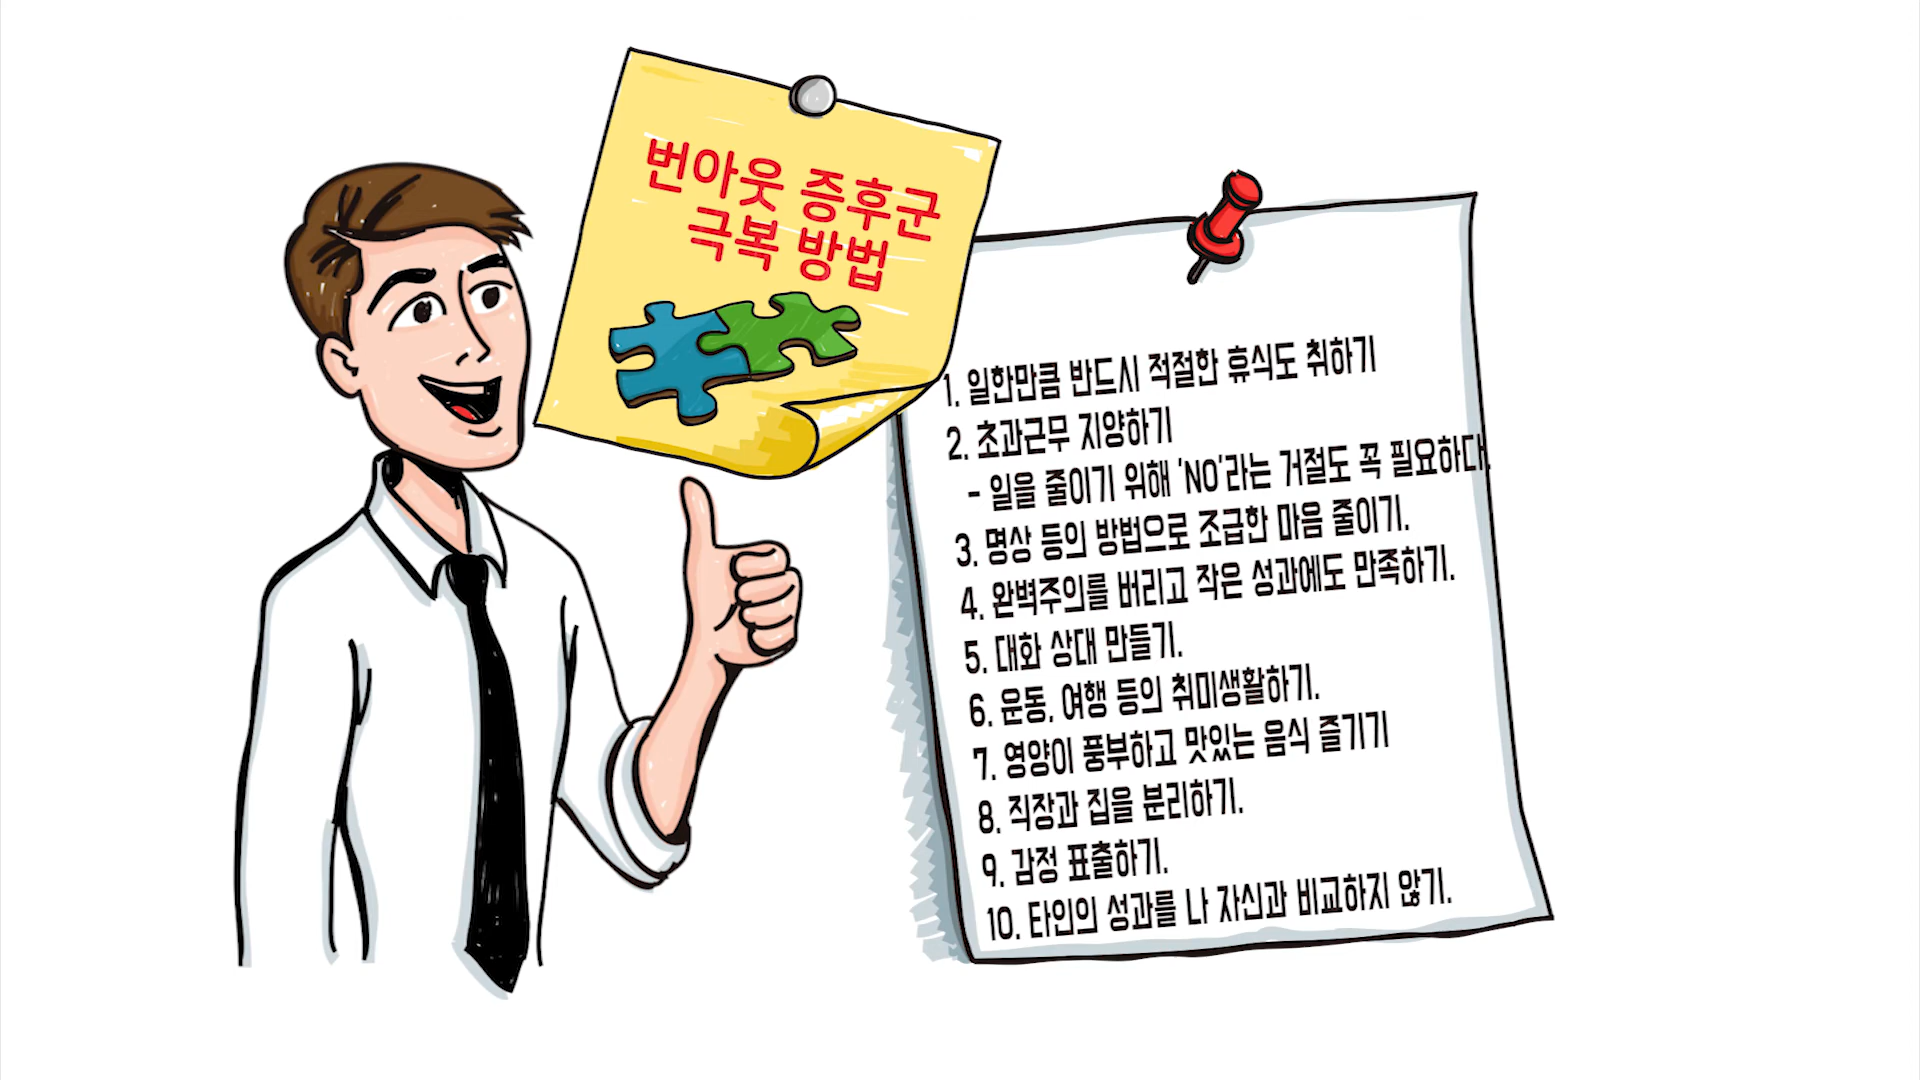 번아웃 증후군
극복 방법
1. 일한만큼 반드시 적절한 휴식도 취하기
2. 초과근무 지양하기
- 일을 줄이기 위해 'NO'라는 거절도 꼭 필요하다.
3. 명상 등의 방법으로 조급한 마음 줄이기.
4. 완벽주의를 버리고 작은 성과에도 만족하기.
5. 대화 상대 만들기.
6. 운동, 여행 등의 취미생활하기.
7. 영양이 풍부하고 맛있는 음식 즐기기
8. 직장과 집을 분리하기.
9. 감정 표출하기.
10. 타인의 성과를 나 자신과 비교하지 않기.